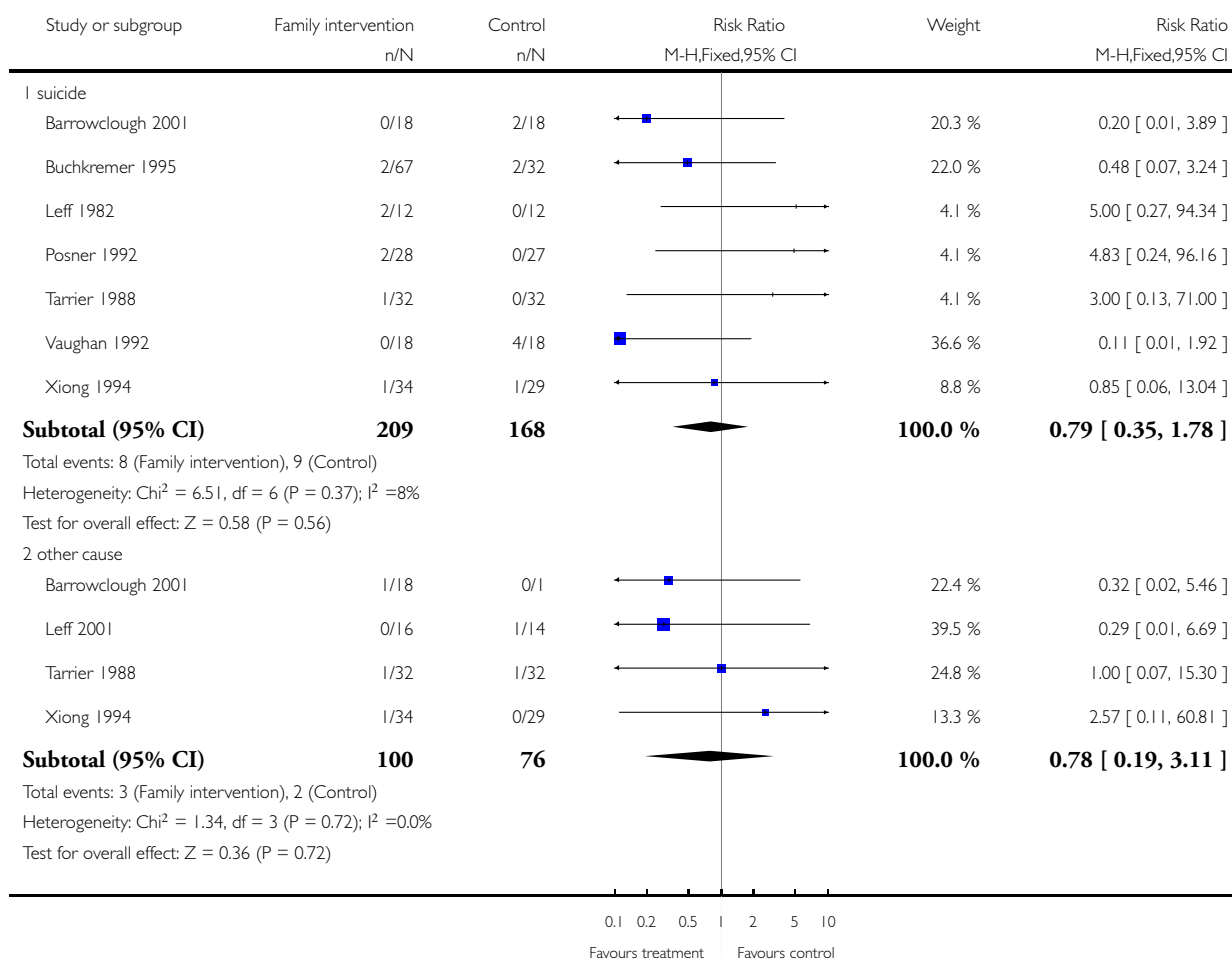 Study or subgroup Family intervention Control Risk Ratio Weight Risk Ratio
n/N n/N M-H,Fixed,95% CI M-H,Fixed,95% CI
1 suicide
Barrowclough 2001 0/18 2/18 20.3 % 0.20 [ 0.01, 3.89 ]
Buchkremer 1995 2/67 2/32 22.0 % 0.48 [ 0.07, 3.24 ]
Leff 1982 2/12 0/12 4.1 % 5.00 [ 0.27, 94.34 ]
Posner 1992 2/28 0/27 4.1 % 4.83 [ 0.24, 96.16 ]
Tarrier 1988 1/32 0/32 4.1 % 3.00 [ 0.13, 71.00 ]
Vaughan 1992 0/18 4/18 36.6 % 0.11 [ 0.01, 1.92 ]
Xiong 1994 1/34 1/29 8.8 % 0.85 [ 0.06, 13.04 ]
Subtotal (95% CI) 209 168 100.0 % 0.79 [ 0.35, 1.78 ]
Total events: 8 (Family intervention), 9 (Control)
Heterogeneity: Chi² = 6.51, df = 6 (P = 0.37); I² =8%
Test for overall effect: Z = 0.58 (P = 0.56)
2 other cause
Barrowclough 2001 1/18 0/1 22.4 % 0.32 [ 0.02, 5.46 ]
Leff 2001 0/16 1/14 39.5 % 0.29 [ 0.01, 6.69 ]
Tarrier 1988 1/32 1/32 24.8 % 1.00 [ 0.07, 15.30 ]
Xiong 1994 1/34 0/29 13.3 % 2.57 [ 0.11, 60.81 ]
Subtotal (95% CI) 100 76 100.0 % 0.78 [ 0.19, 3.11 ]
Total events: 3 (Family intervention), 2 (Control)
Heterogeneity: Chi² = 1.34, df = 3 (P = 0.72); I² =0.0%
Test for overall effect: Z = 0.36 (P = 0.72)
0.1 0.2 0.5 1 2 5 10
Favours treatment Favours control